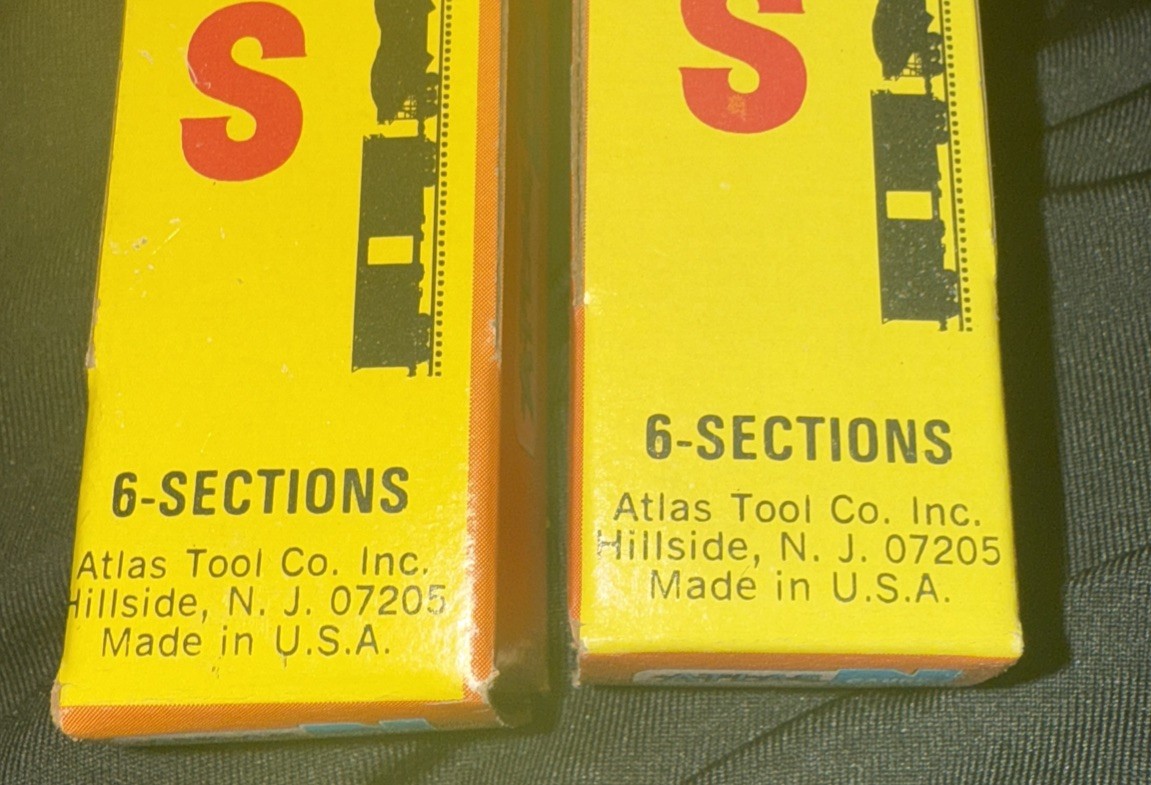 S
6-SECTIONS
Atlas Tool Co. Inc.
Hillside, N. J. 07205
Made in U.S.A.
S
6-SECTIONS
Atlas Tool Co. Inc.
Hillside, N. J. 07205
Made in U.S.A.